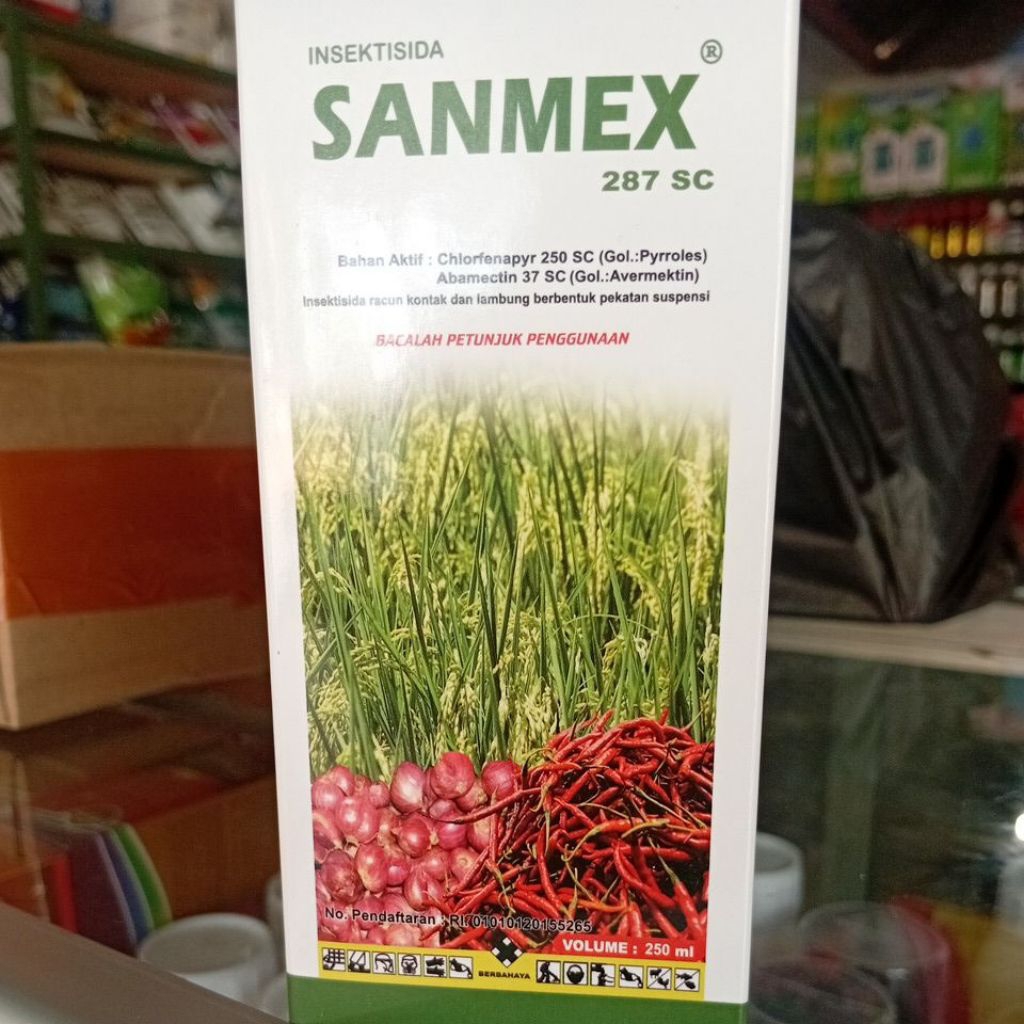 INSEKTISIDA
SANMEX®
287 SC
Bahan Aktif : Chlorfenapyr 250 SC (Gol.:Pyrroles)
Abamectin 37 SC (Gol.:Avermektin)
Insektisida racun kontak dan lambung berbentuk pekatan suspensi
BACALAH PETUNJUK PENGGUNAAN
No. Pendaftaran : RI. 01010120155265
VOLUME : 250 ml
BERBAHAYA